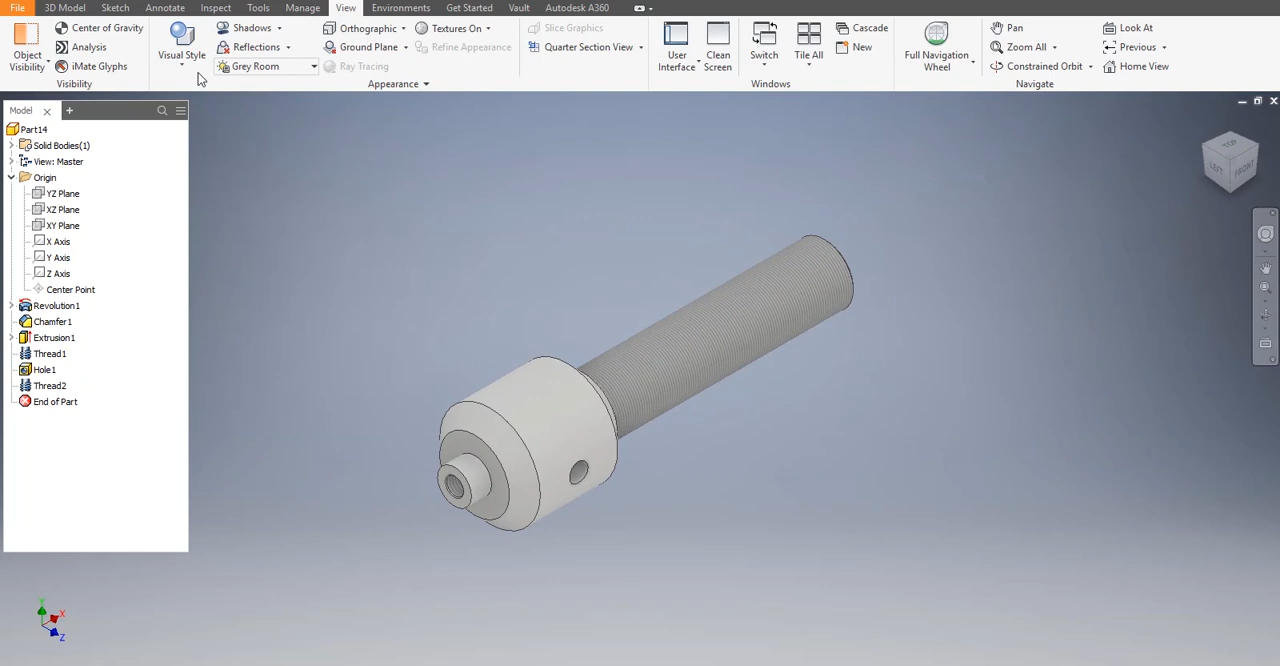 File 3D Model Sketch Annotate Inspect Tools Manage View Environments Get Started Vault Autodesk A360
Object Visibility
Center of Gravity
Analysis
iMate Glyphs
Visibility
Visual Style
Shadows
Reflections
Grey Room
Orthographic
Ground Plane
Ray Tracing
Textures On
Refine Appearance
Appearance
Slice Graphics
Quarter Section View
User Interface
Clean Screen
Switch
Tile All
Cascade
New
Windows
Full Navigation Wheel
Pan
Zoom All
Constrained Orbit
Look At
Previous
Home View
Navigate
Model
Part14
Solid Bodies(1)
View: Master
Origin
YZ Plane
XZ Plane
XY Plane
X Axis
Y Axis
Z Axis
Center Point
Revolution1
Chamfer1
Extrusion1
Thread1
Hole1
Thread2
End of Part
TOP
LEFT
FRONT
Y
X
Z